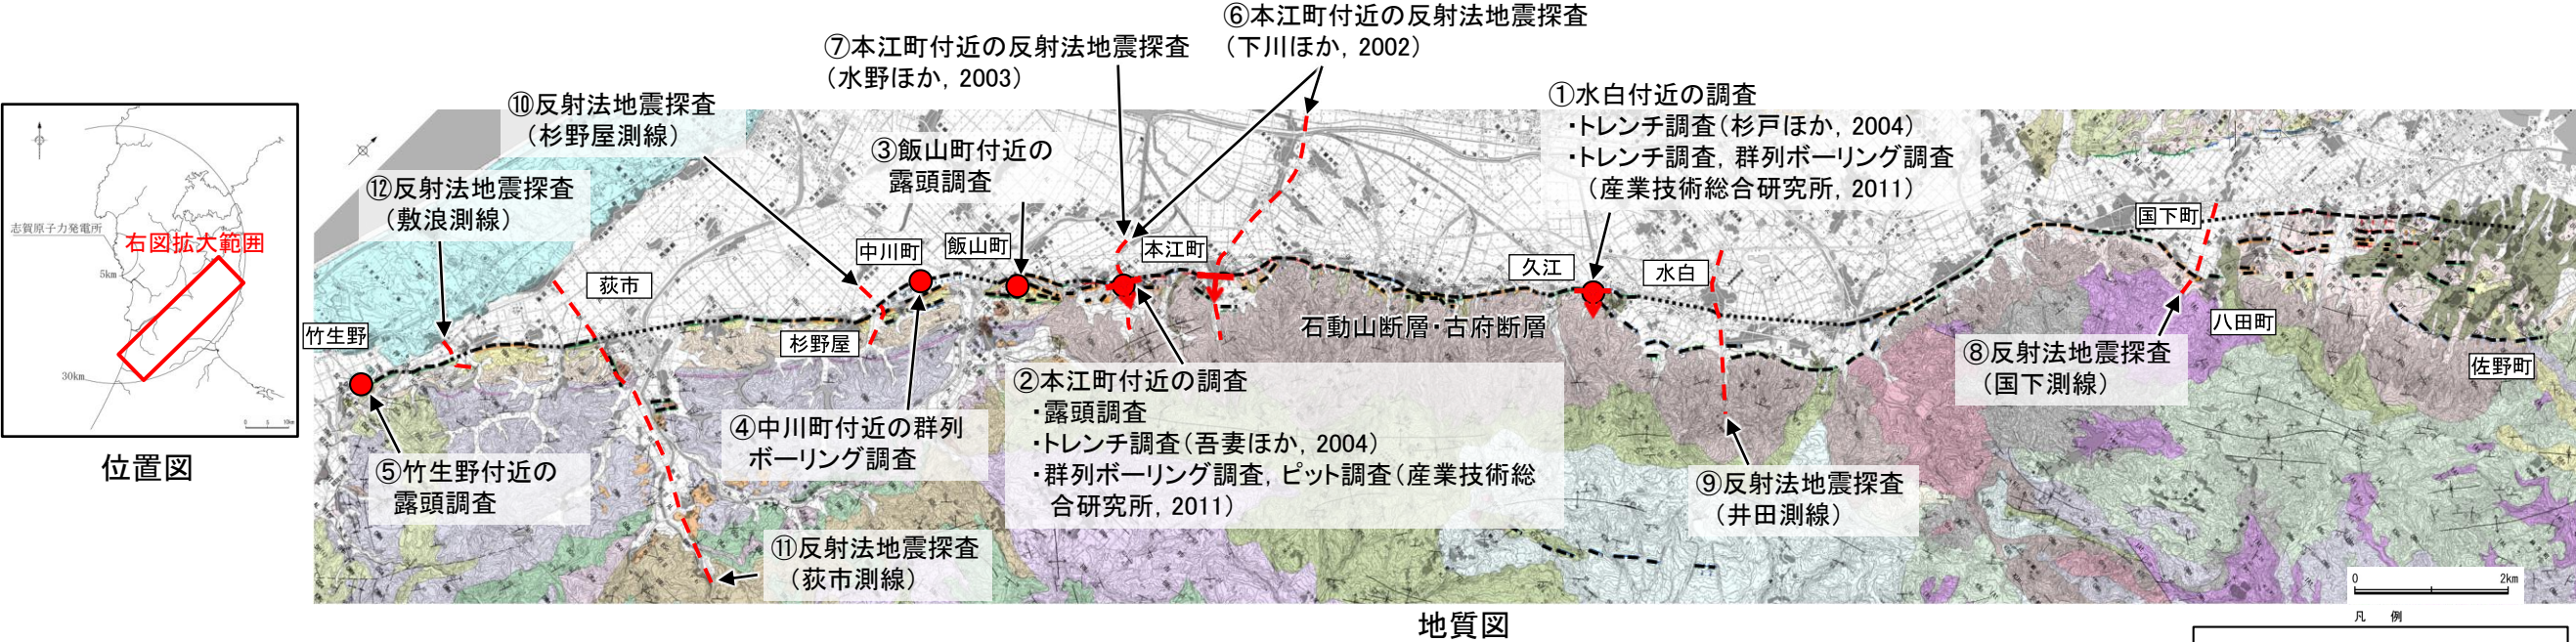 ⑥本江町付近の反射法地震探査
(下川ほか, 2002)
⑦本江町付近の反射法地震探査
(水野ほか, 2003)
①水白付近の調査
・トレンチ調査(杉戸ほか, 2004)
・トレンチ調査, 群列ボーリング調査
(産業技術総合研究所, 2011)
⑩反射法地震探査
(杉野屋測線)
③飯山町付近の
露頭調査
⑫反射法地震探査
(敷浪測線)
志賀原子力発電所
右図拡大範囲
5km
30km
0 5 10km
位置図
国下町
中川町
飯山町
本江町
久江
水白
荻市
竹生野
杉野屋
石動山断層・古府断層
八田町
佐野町
⑧反射法地震探査
(国下測線)
②本江町付近の調査
・露頭調査
・トレンチ調査(吾妻ほか, 2004)
・群列ボーリング調査, ピット調査(産業技術総
合研究所, 2011)
④中川町付近の群列
ボーリング調査
⑤竹生野付近の
露頭調査
⑨反射法地震探査
(井田測線)
⑪反射法地震探査
(荻市測線)
0 2km
地質図
凡 例